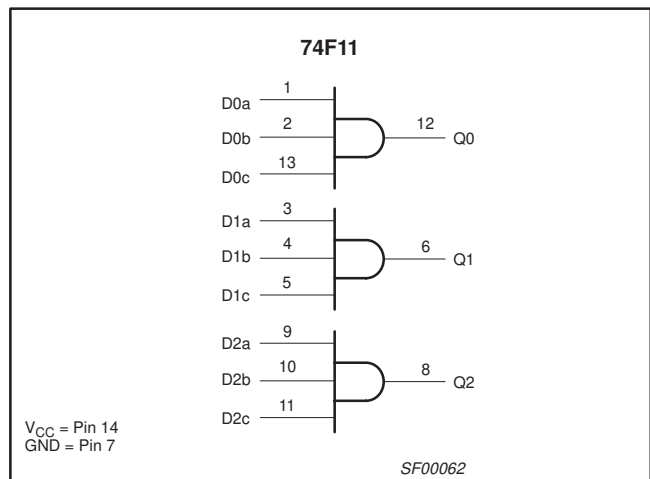 74F11
1
D0a
2
12
D0b
Q0
13
D0c
3
D1a
4
6
D1b
Q1
5
D1c
9
D2a
10
8
D2b
Q2
11
D2c
VCC = Pin 14
GND = Pin 7
SF00062